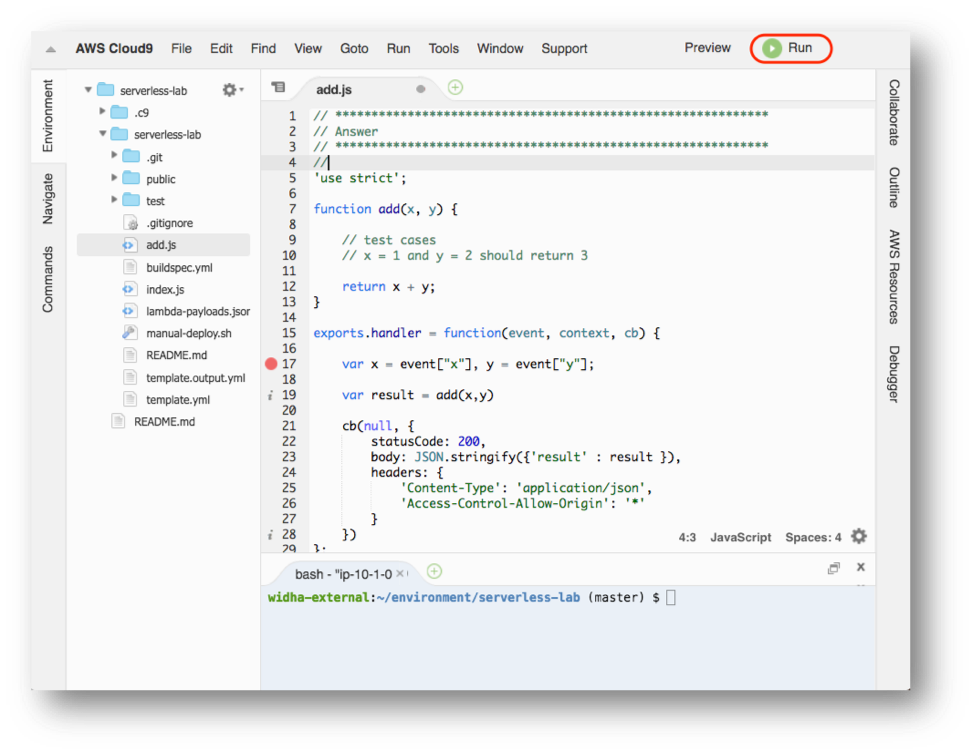 AWS Cloud9 File Edit Find View Goto Run Tools Window Support Preview Run
Environment
Navigate
Commands
serverless-lab
.c9
serverless-lab
.git
public
test
.gitignore
add.js
buildspec.yml
index.js
lambda-payloads.jsor
manual-deploy.sh
README.md
template.output.yml
template.yml
README.md
add.js
1 // ************************************************************
2 // Answer
3 // ************************************************************
4 //
5 'use strict';
6
7 function add(x, y) {
8
9     // test cases
10     // x = 1 and y = 2 should return 3
11
12     return x + y;
13 }
14
15 exports.handler = function(event, context, cb) {
16
17     var x = event["x"], y = event["y"];
18
i 19     var result = add(x,y)
20
21     cb(null, {
22         statusCode: 200,
23         body: JSON.stringify({'result' : result }),
24         headers: {
25             'Content-Type': 'application/json',
26             'Access-Control-Allow-Origin': '*'
27         }
i 28     })
29 };
4:3 JavaScript Spaces: 4
bash - "ip-10-1-0
widha-external:~/environment/serverless-lab (master) $
Collaborate
Outline
AWS Resources
Debugger